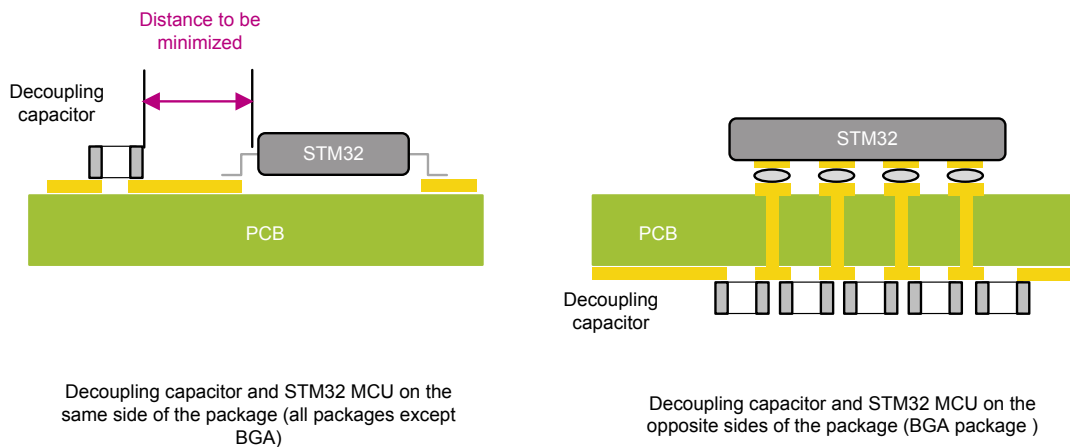 Distance to be
minimized
Decoupling
capacitor
STM32
PCB
Decoupling capacitor and STM32 MCU on the
same side of the package (all packages except
BGA)
STM32
PCB
Decoupling
capacitor
Decoupling capacitor and STM32 MCU on the
opposite sides of the package (BGA package )